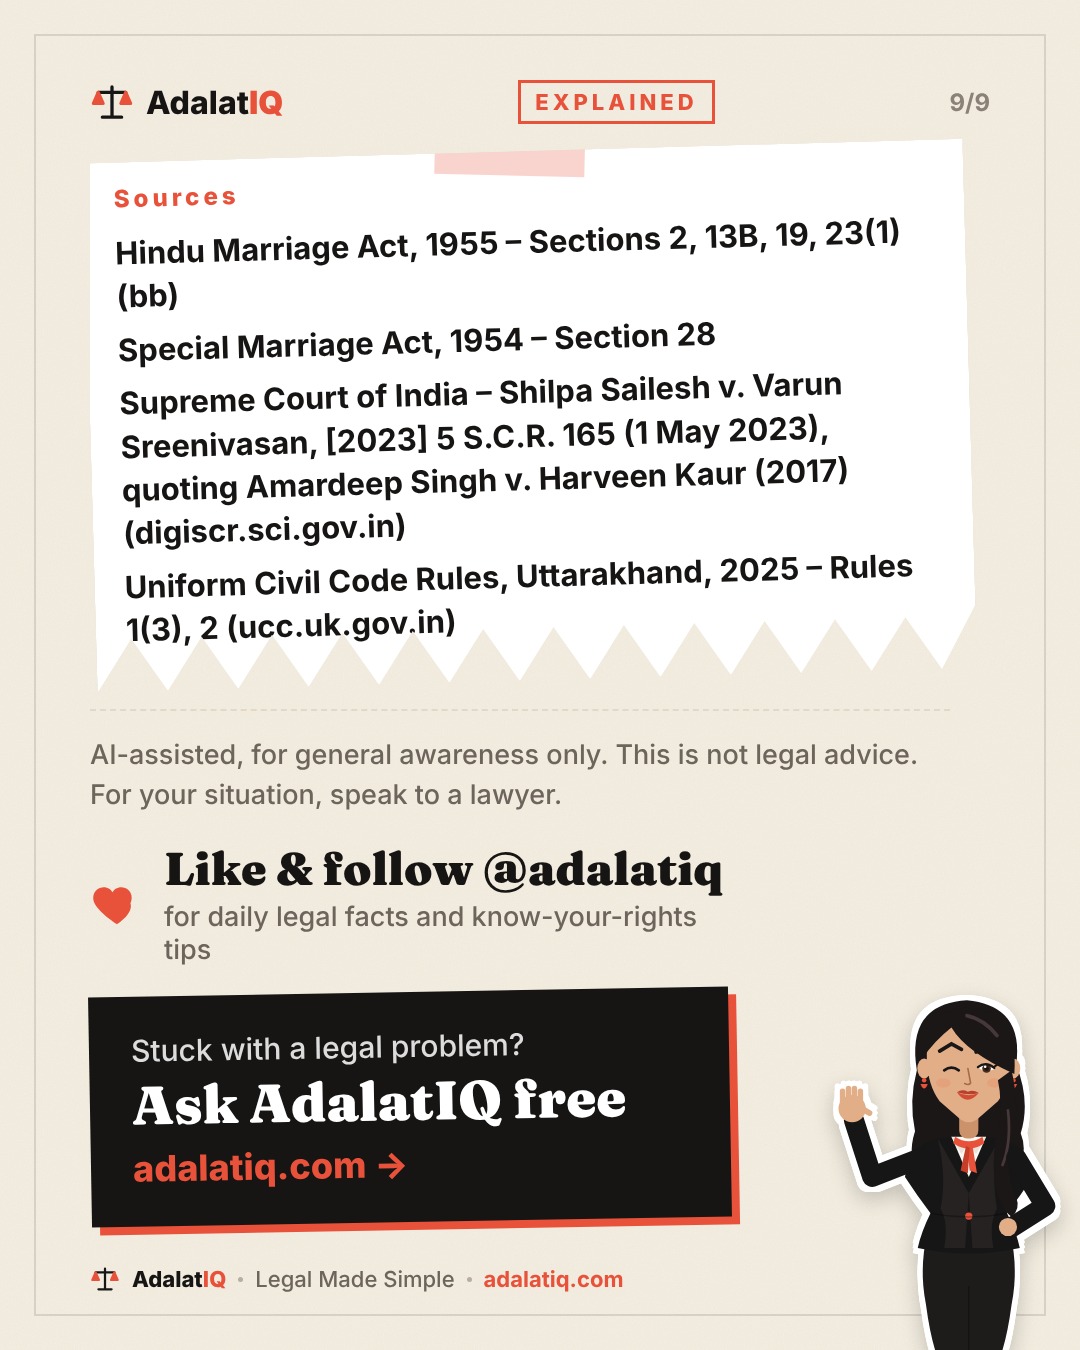 AdalatIQ
EXPLAINED
9/9
Sources
Hindu Marriage Act, 1955 – Sections 2, 13B, 19, 23(1)
(bb)
Special Marriage Act, 1954 – Section 28
Supreme Court of India – Shilpa Sailesh v. Varun
Sreenivasan, [2023] 5 S.C.R. 165 (1 May 2023),
quoting Amardeep Singh v. Harveen Kaur (2017)
(digiscr.sci.gov.in)
Uniform Civil Code Rules, Uttarakhand, 2025 – Rules
1(3), 2 (ucc.uk.gov.in)
AI-assisted, for general awareness only. This is not legal advice.
For your situation, speak to a lawyer.
Like & follow @adalatiq
for daily legal facts and know-your-rights
tips
Stuck with a legal problem?
Ask AdalatIQ free
adalatiq.com →
AdalatIQ • Legal Made Simple • adalatiq.com